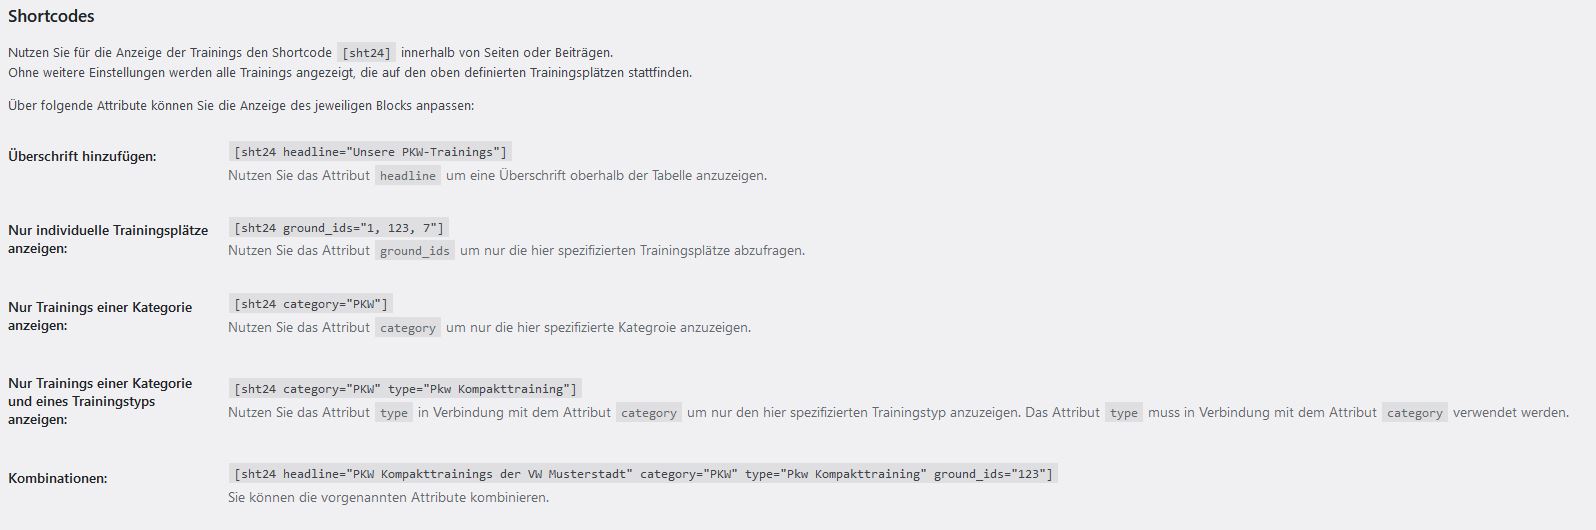 Shortcodes
Nutzen Sie für die Anzeige der Trainings den Shortcode [sht24] innerhalb von Seiten oder Beiträgen.
Ohne weitere Einstellungen werden alle Trainings angezeigt, die auf den oben definierten Trainingsplätzen stattfinden.
Über folgende Attribute können Sie die Anzeige des jeweiligen Blocks anpassen:
Überschrift hinzufügen:
[sht24 headline="Unsere PKW-Trainings"]
Nutzen Sie das Attribut headline um eine Überschrift oberhalb der Tabelle anzuzeigen.
Nur individuelle Trainingsplätze
anzeigen:
[sht24 ground_ids="1, 123, 7"]
Nutzen Sie das Attribut ground_ids um nur die hier spezifizierten Trainingsplätze abzufragen.
Nur Trainings einer Kategorie
anzeigen:
[sht24 category="PKW"]
Nutzen Sie das Attribut category um nur die hier spezifizierte Kategroie anzuzeigen.
Nur Trainings einer Kategorie
und eines Trainingstyps
anzeigen:
[sht24 category="PKW" type="Pkw Kompakttraining"]
Nutzen Sie das Attribut type in Verbindung mit dem Attribut category um nur den hier spezifizierten Trainingstyp anzuzeigen. Das Attribut type muss in Verbindung mit dem Attribut category verwendet werden.
Kombinationen:
[sht24 headline="PKW Kompakttrainings der VW Musterstadt" category="PKW" type="Pkw Kompakttraining" ground_ids="123"]
Sie können die vorgenannten Attribute kombinieren.